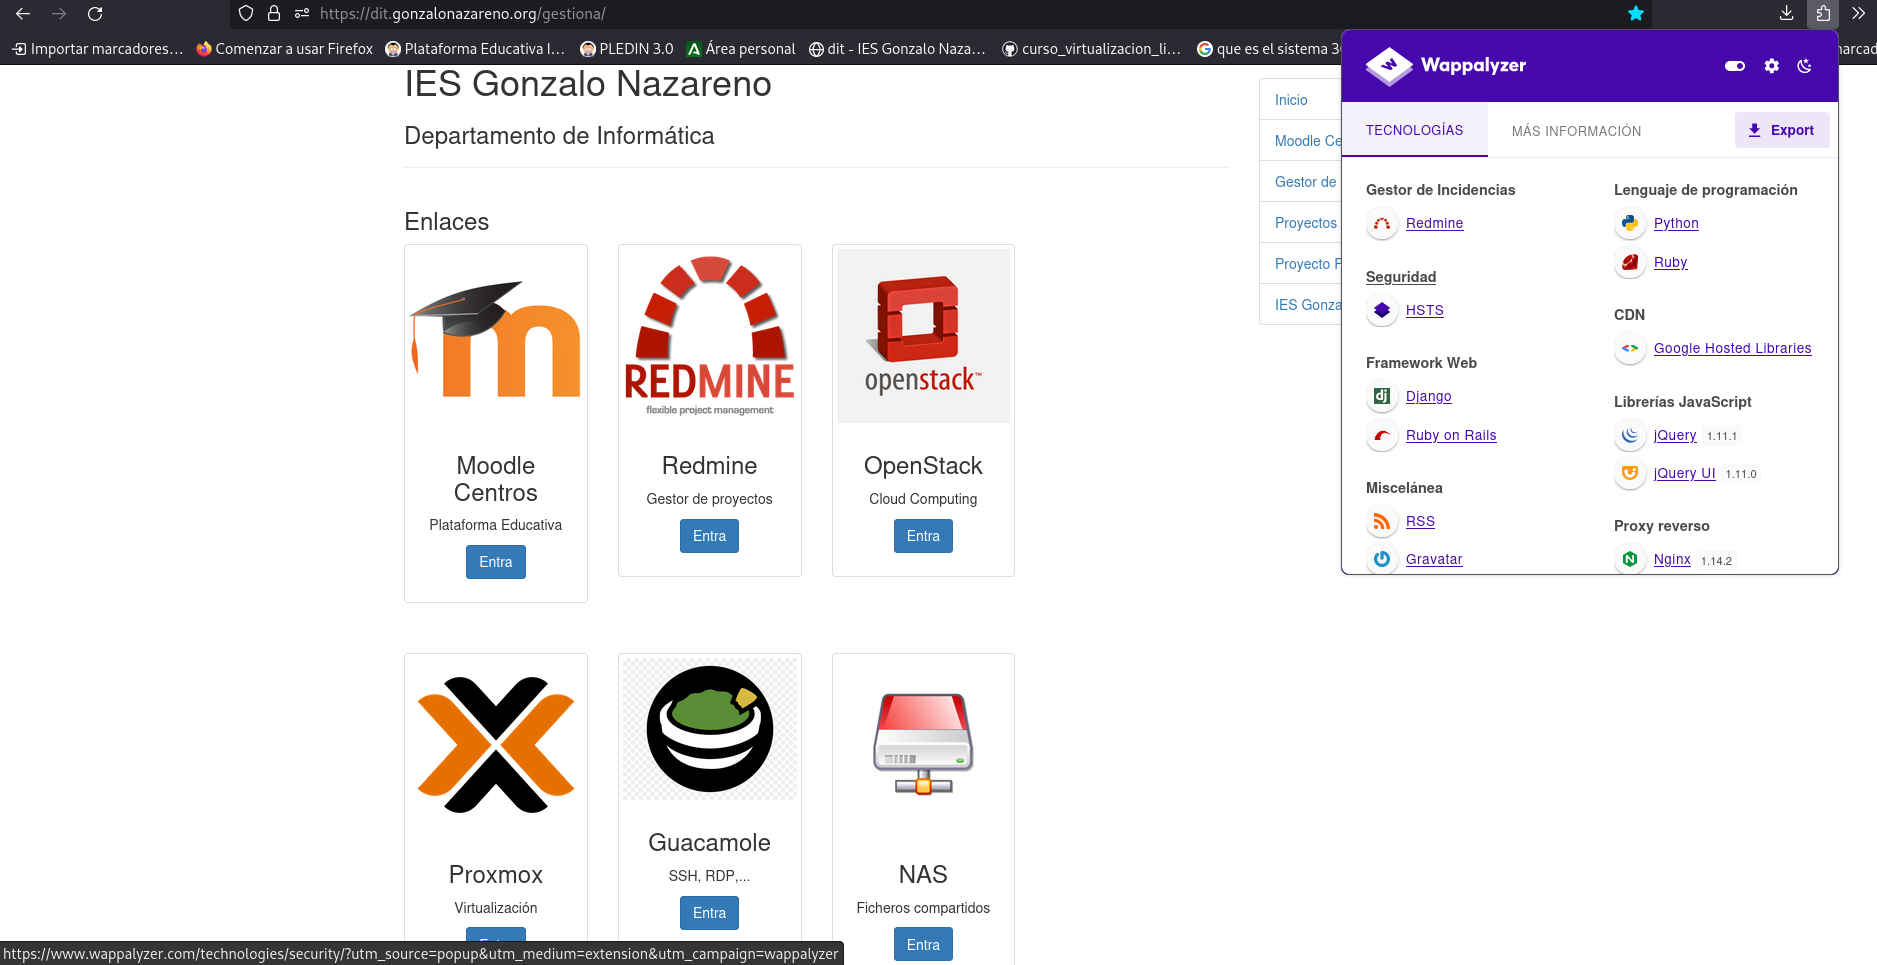 https://dit.gonzalonazareno.org/gestiona/
Importar marcadores...
Comenzar a usar Firefox
Plataforma Educativa I...
PLEDIN 3.0
Área personal
dit - IES Gonzalo Naza...
curso_virtualizacion_li...
que es el sistema 3
marcad
IES Gonzalo Nazareno
Departamento de Informática
Enlaces
Moodle
Centros
Plataforma Educativa
Entra
REDMINE
flexible project management
Redmine
Gestor de proyectos
Entra
openstack™
OpenStack
Cloud Computing
Entra
Proxmox
Virtualización
Entra
Guacamole
SSH, RDP,...
Entra
NAS
Ficheros compartidos
Entra
Inicio
Moodle Ce
Gestor de
Proyectos
Proyecto F
IES Gonza
Wappalyzer
TECNOLOGÍAS
MÁS INFORMACIÓN
Export
Gestor de Incidencias
Redmine
Seguridad
HSTS
Framework Web
Django
Ruby on Rails
Miscelánea
RSS
Gravatar
Lenguaje de programación
Python
Ruby
CDN
Google Hosted Libraries
Librerías JavaScript
jQuery 1.11.1
jQuery UI 1.11.0
Proxy reverso
Nginx 1.14.2
https://www.wappalyzer.com/technologies/security/?utm_source=popup&utm_medium=extension&utm_campaign=wappalyzer